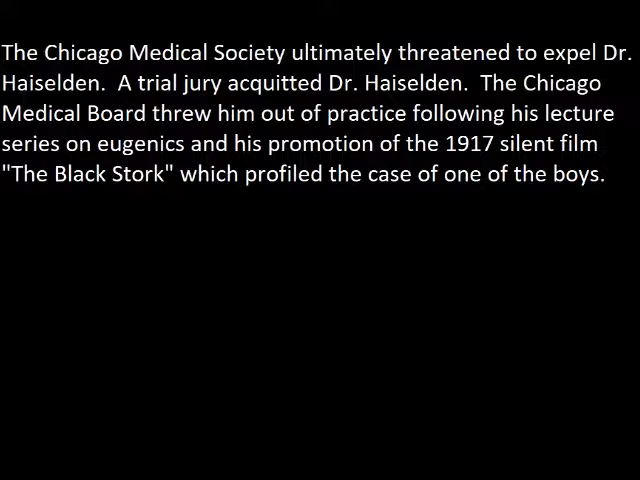 The Chicago Medical Society ultimately threatened to expel Dr.
Haiselden.  A trial jury acquitted Dr. Haiselden.  The Chicago
Medical Board threw him out of practice following his lecture
series on eugenics and his promotion of the 1917 silent film
"The Black Stork" which profiled the case of one of the boys.